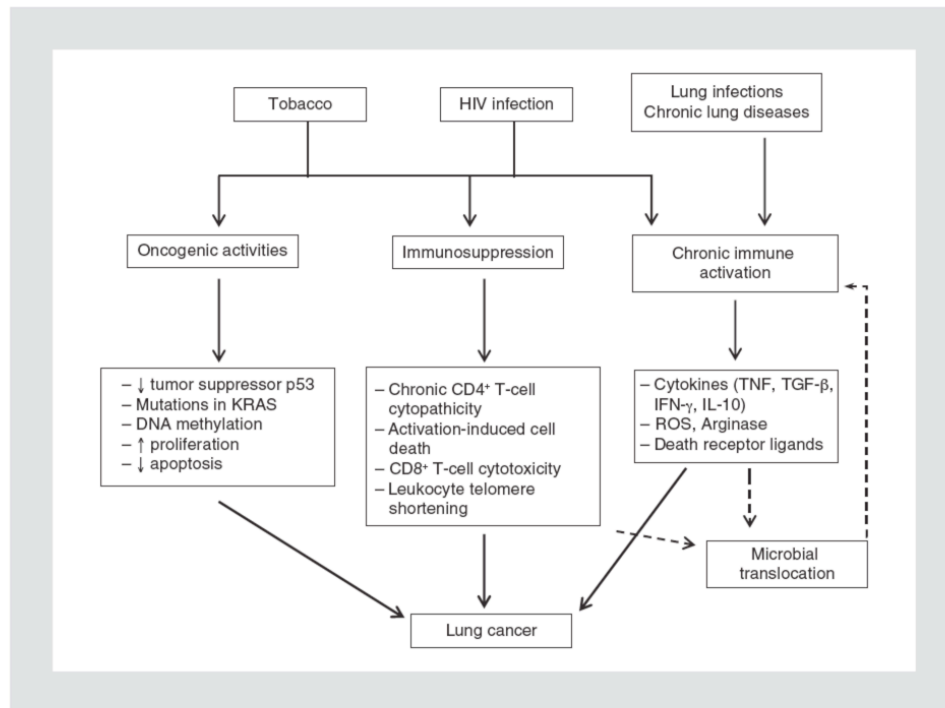 Tobacco
HIV infection
Lung infections
Chronic lung diseases
Oncogenic activities
Immunosuppression
Chronic immune
activation
– ↓ tumor suppressor p53
– Mutations in KRAS
– DNA methylation
– ↑ proliferation
– ↓ apoptosis
– Chronic CD4⁺ T-cell
cytopathicity
– Activation-induced cell
death
– CD8⁺ T-cell cytotoxicity
– Leukocyte telomere
shortening
– Cytokines (TNF, TGF-β,
IFN-γ, IL-10)
– ROS, Arginase
– Death receptor ligands
Microbial
translocation
Lung cancer